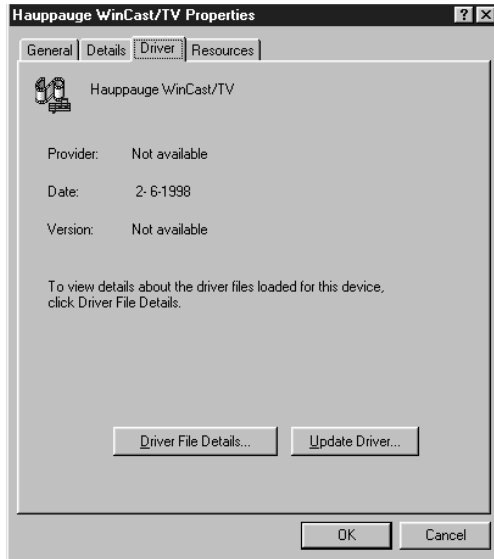 Hauppauge WinCast/TV Properties
General Details Driver Resources
Hauppauge WinCast/TV
Provider: Not available
Date: 2- 6-1998
Version: Not available
To view details about the driver files loaded for this device,
click Driver File Details.
Driver File Details... Update Driver...
OK Cancel